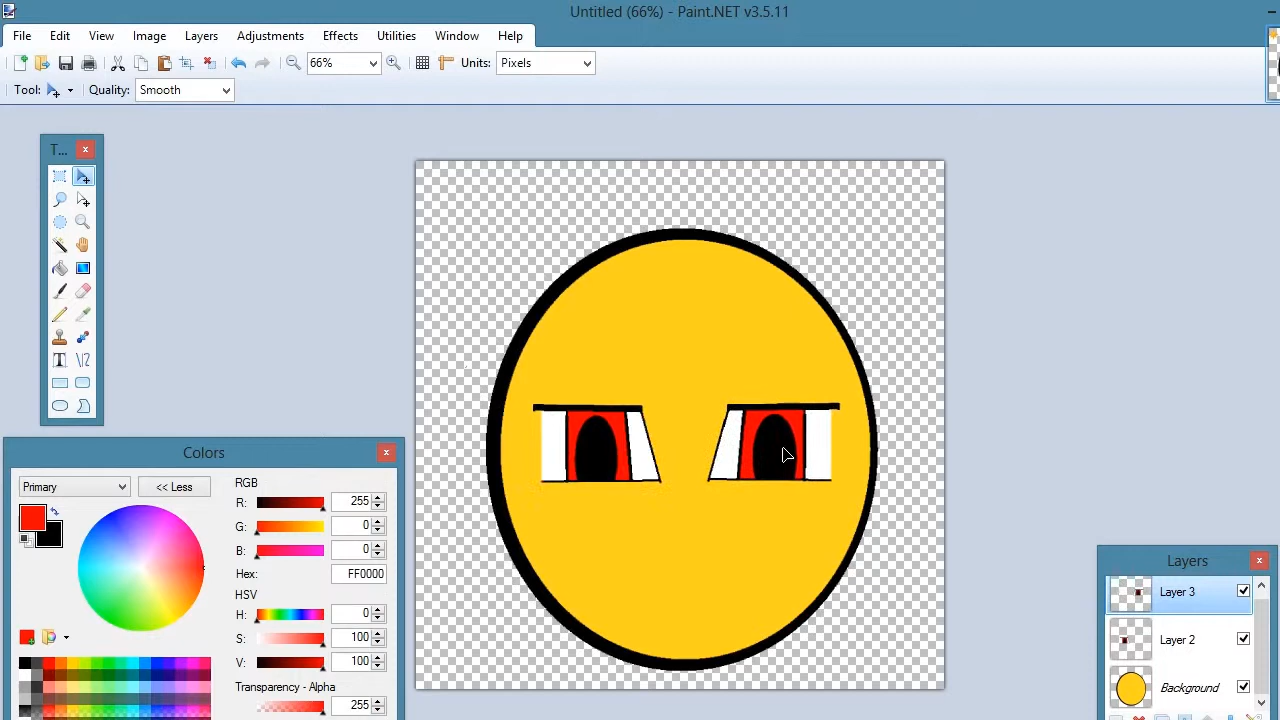 Untitled (66%) - Paint.NET v3.5.11
File Edit View Image Layers Adjustments Effects Utilities Window Help
66% Units: Pixels
Tool: Quality: Smooth
T...
Colors
Primary << Less RGB
R: 255
G: 0
B: 0
Hex: FF0000
HSV
H: 0
S: 100
V: 100
Transparency - Alpha
255
Layers
Layer 3
Layer 2
Background